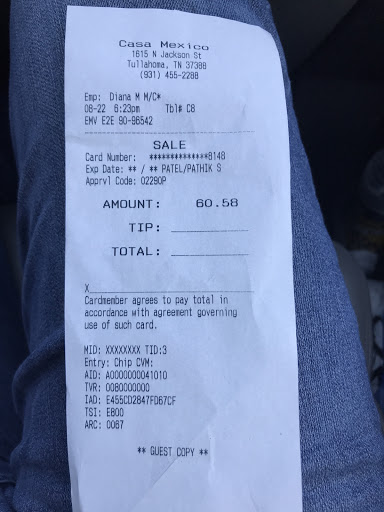 Casa Mexico
1615 N Jackson St
Tullahoma, TN 37388
(931) 455-2288
Emp: Diana M M/C*
08-22 6:23pm Tbl# C8
EMV E2E 90-96542
SALE
Card Number: **************8148
Exp Date: ** / ** PATEL/PATHIK S
Apprvl Code: 02290P
AMOUNT: 60.58
TIP:
TOTAL:
X
Cardmember agrees to pay total in
accordance with agreement governing
use of such card.
MID: XXXXXXXX TID:3
Entry: Chip CVM:
AID: A0000000041010
TVR: 0080000000
IAD: E455CD2847FD67CF
TSI: E800
ARC: 0067
** GUEST COPY **